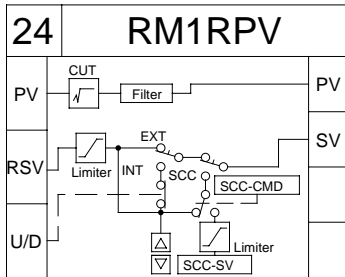 24 RM1RPV
CUT
PV √ Filter PV
EXT SV
RSV Limiter INT SCC
SCC-CMD
U/D
△ Limiter
▽ SCC-SV